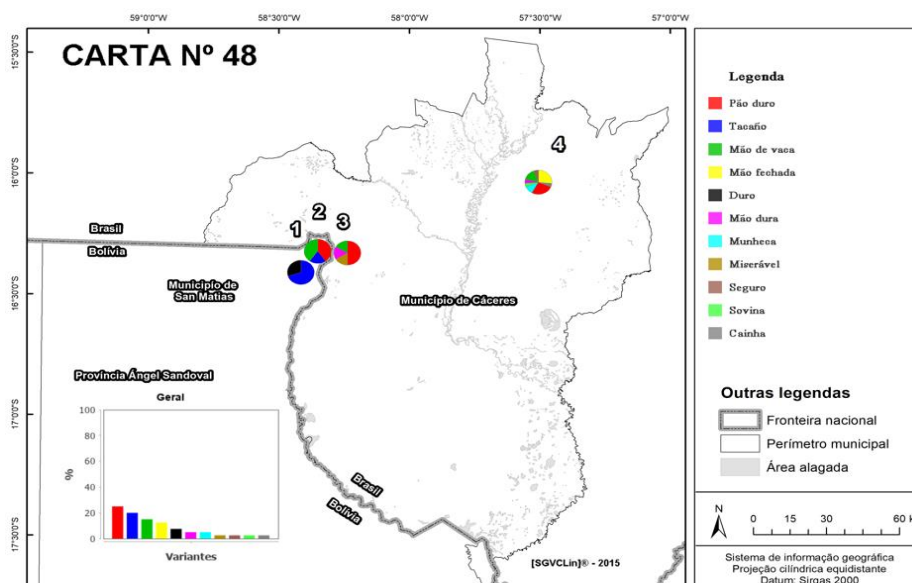 59°0'0"W
58°30'0"W
58°00'0"W
57°30'0"W
57°0'0"W
15°30'0"S
16°0'0"S
16°30'0"S
17°0'0"S
17°30'0"S
CARTA Nº 48
1
2
3
4
Brasil
Bolívia
Município de
San Matías
Município de Cáceres
Província Ángel Sandoval
Geral
100
80
60
40
20
0
%
Variantes
Brasil
Bolívia
[SGVCLin]® - 2015
Legenda
Pão duro
Tacaño
Mão de vaca
Mão fechada
Duro
Mão dura
Munheca
Miserável
Seguro
Sovina
Cainha
Outras legendas
Fronteira nacional
Perímetro municipal
Área alagada
N
0 15 30 60 k
Sistema de informação geográfica
Projeção cilíndrica equidistante
Datum: Sirgas 2000